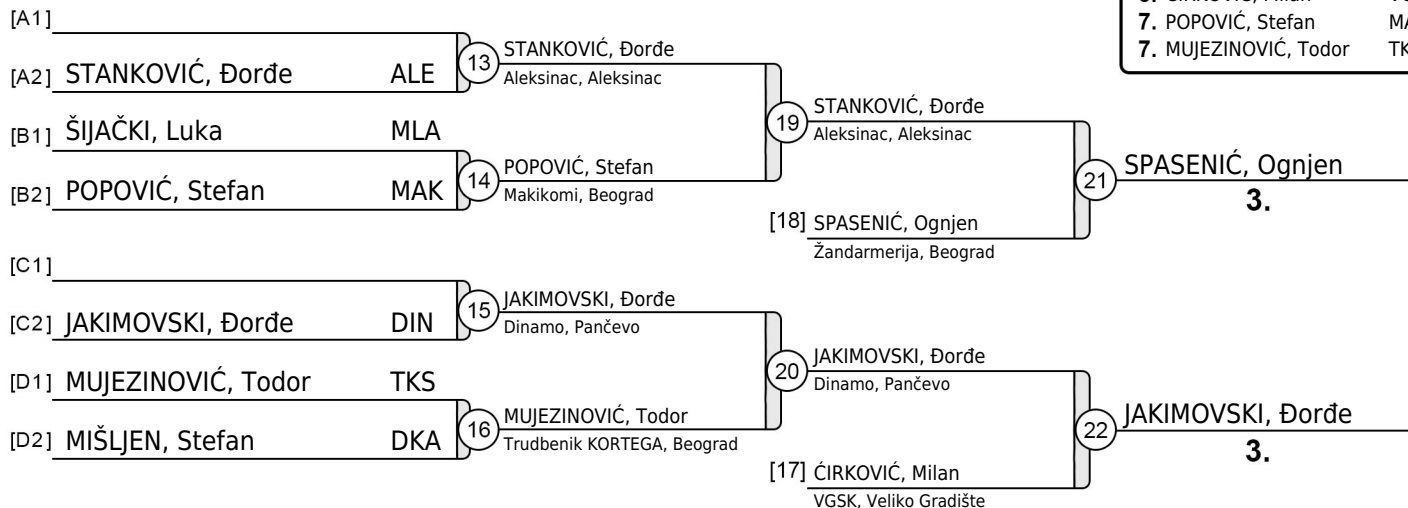 7. POPOVIĆ, Stefan
7. MUJEZINOVIĆ, Todor
[A1]
[A2] STANKOVIĆ, Đorđe ALE
13 STANKOVIĆ, Đorđe
Aleksinac, Aleksinac
[B1] ŠIJAČKI, Luka MLA
[B2] POPOVIĆ, Stefan MAK
14 POPOVIĆ, Stefan
Makikomi, Beograd
19 STANKOVIĆ, Đorđe
Aleksinac, Aleksinac
[18] SPASENIĆ, Ognjen
Žandarmerija, Beograd
21 SPASENIĆ, Ognjen
3.
[C1]
[C2] JAKIMOVSKI, Đorđe DIN
15 JAKIMOVSKI, Đorđe
Dinamo, Pančevo
[D1] MUJEZINOVIĆ, Todor TKS
[D2] MIŠLJEN, Stefan DKA
16 MUJEZINOVIĆ, Todor
Trudbenik KORTEGA, Beograd
20 JAKIMOVSKI, Đorđe
Dinamo, Pančevo
[17] ĆIRKOVIĆ, Milan
VGSK, Veliko Gradište
22 JAKIMOVSKI, Đorđe
3.